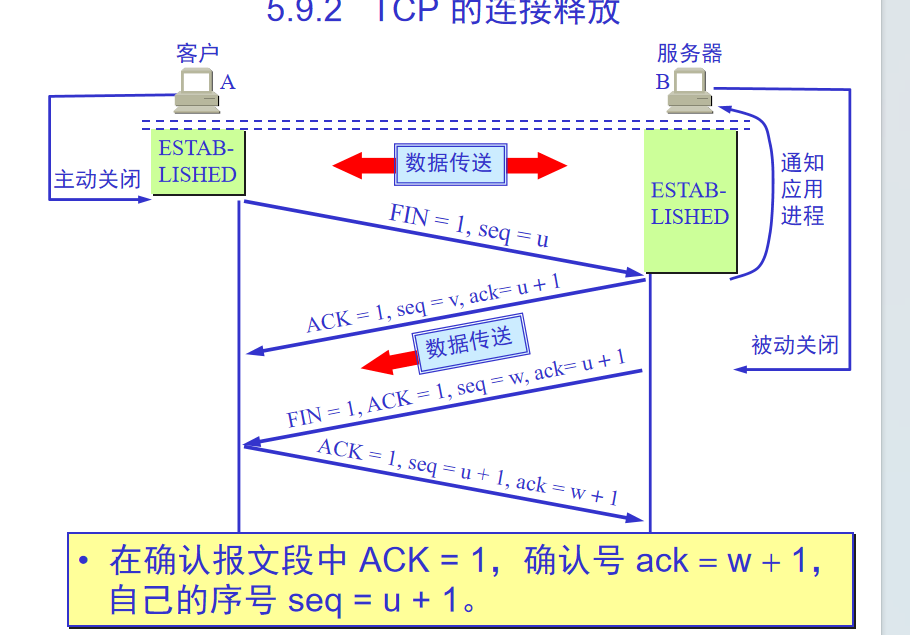 5.9.2 TCP 的连接释放
客户
服务器
A
B
ESTAB-
LISHED
数据传送
ESTAB-
LISHED
通知
应用
进程
主动关闭
FIN = 1, seq = u
ACK = 1, seq = v, ack= u + 1
数据传送
被动关闭
FIN = 1, ACK = 1, seq = w, ack= u + 1
ACK = 1, seq = u + 1, ack = w + 1
• 在确认报文段中 ACK = 1，确认号 ack = w + 1，
自己的序号 seq = u + 1。